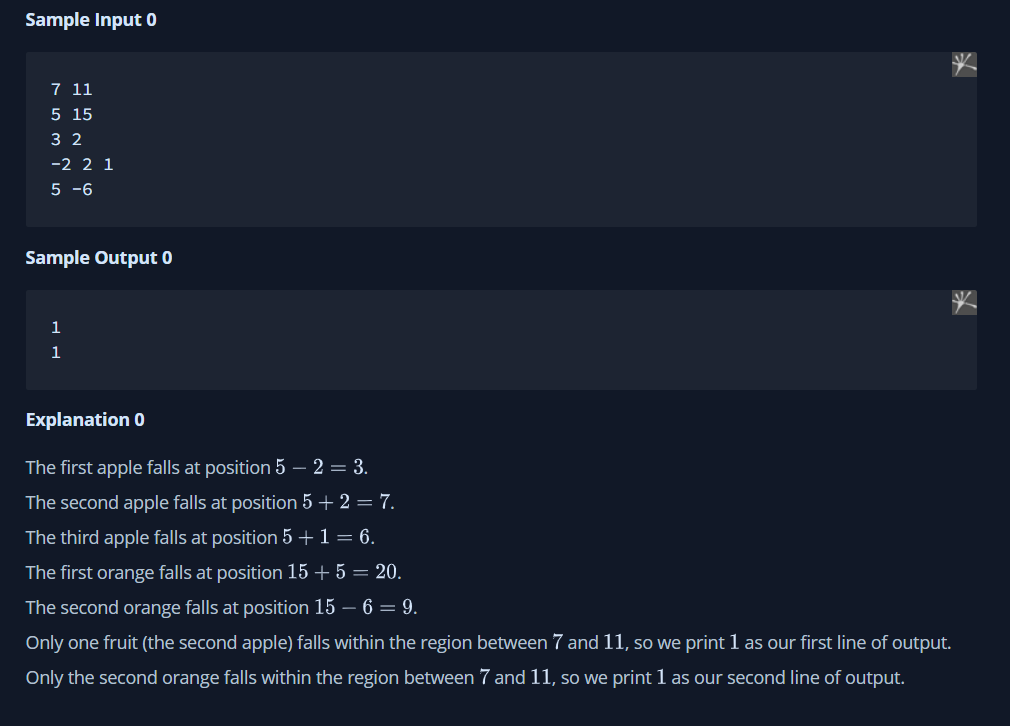 Sample Input 0
7 11
5 15
3 2
-2 2 1
5 -6
Sample Output 0
1
1
Explanation 0
The first apple falls at position 5 − 2 = 3.
The second apple falls at position 5 + 2 = 7.
The third apple falls at position 5 + 1 = 6.
The first orange falls at position 15 + 5 = 20.
The second orange falls at position 15 − 6 = 9.
Only one fruit (the second apple) falls within the region between 7 and 11, so we print 1 as our first line of output.
Only the second orange falls within the region between 7 and 11, so we print 1 as our second line of output.